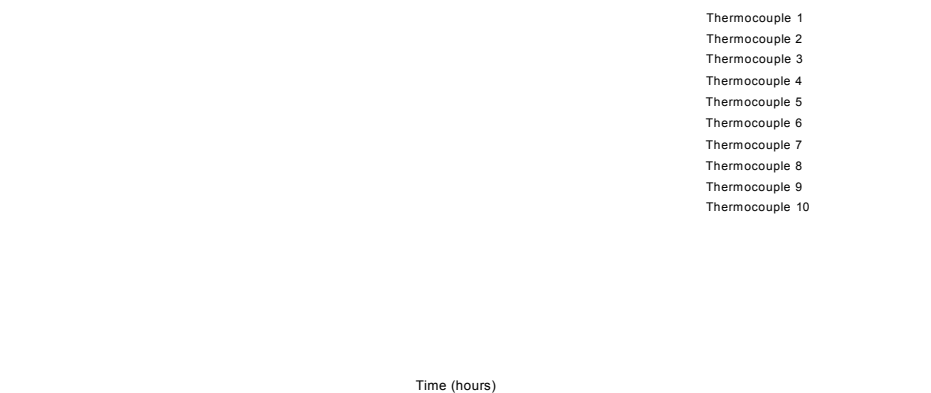 Thermocouple 1
Thermocouple 2
Thermocouple 3
Thermocouple 4
Thermocouple 5
Thermocouple 6
Thermocouple 7
Thermocouple 8
Thermocouple 9
Thermocouple 10
Time (hours)